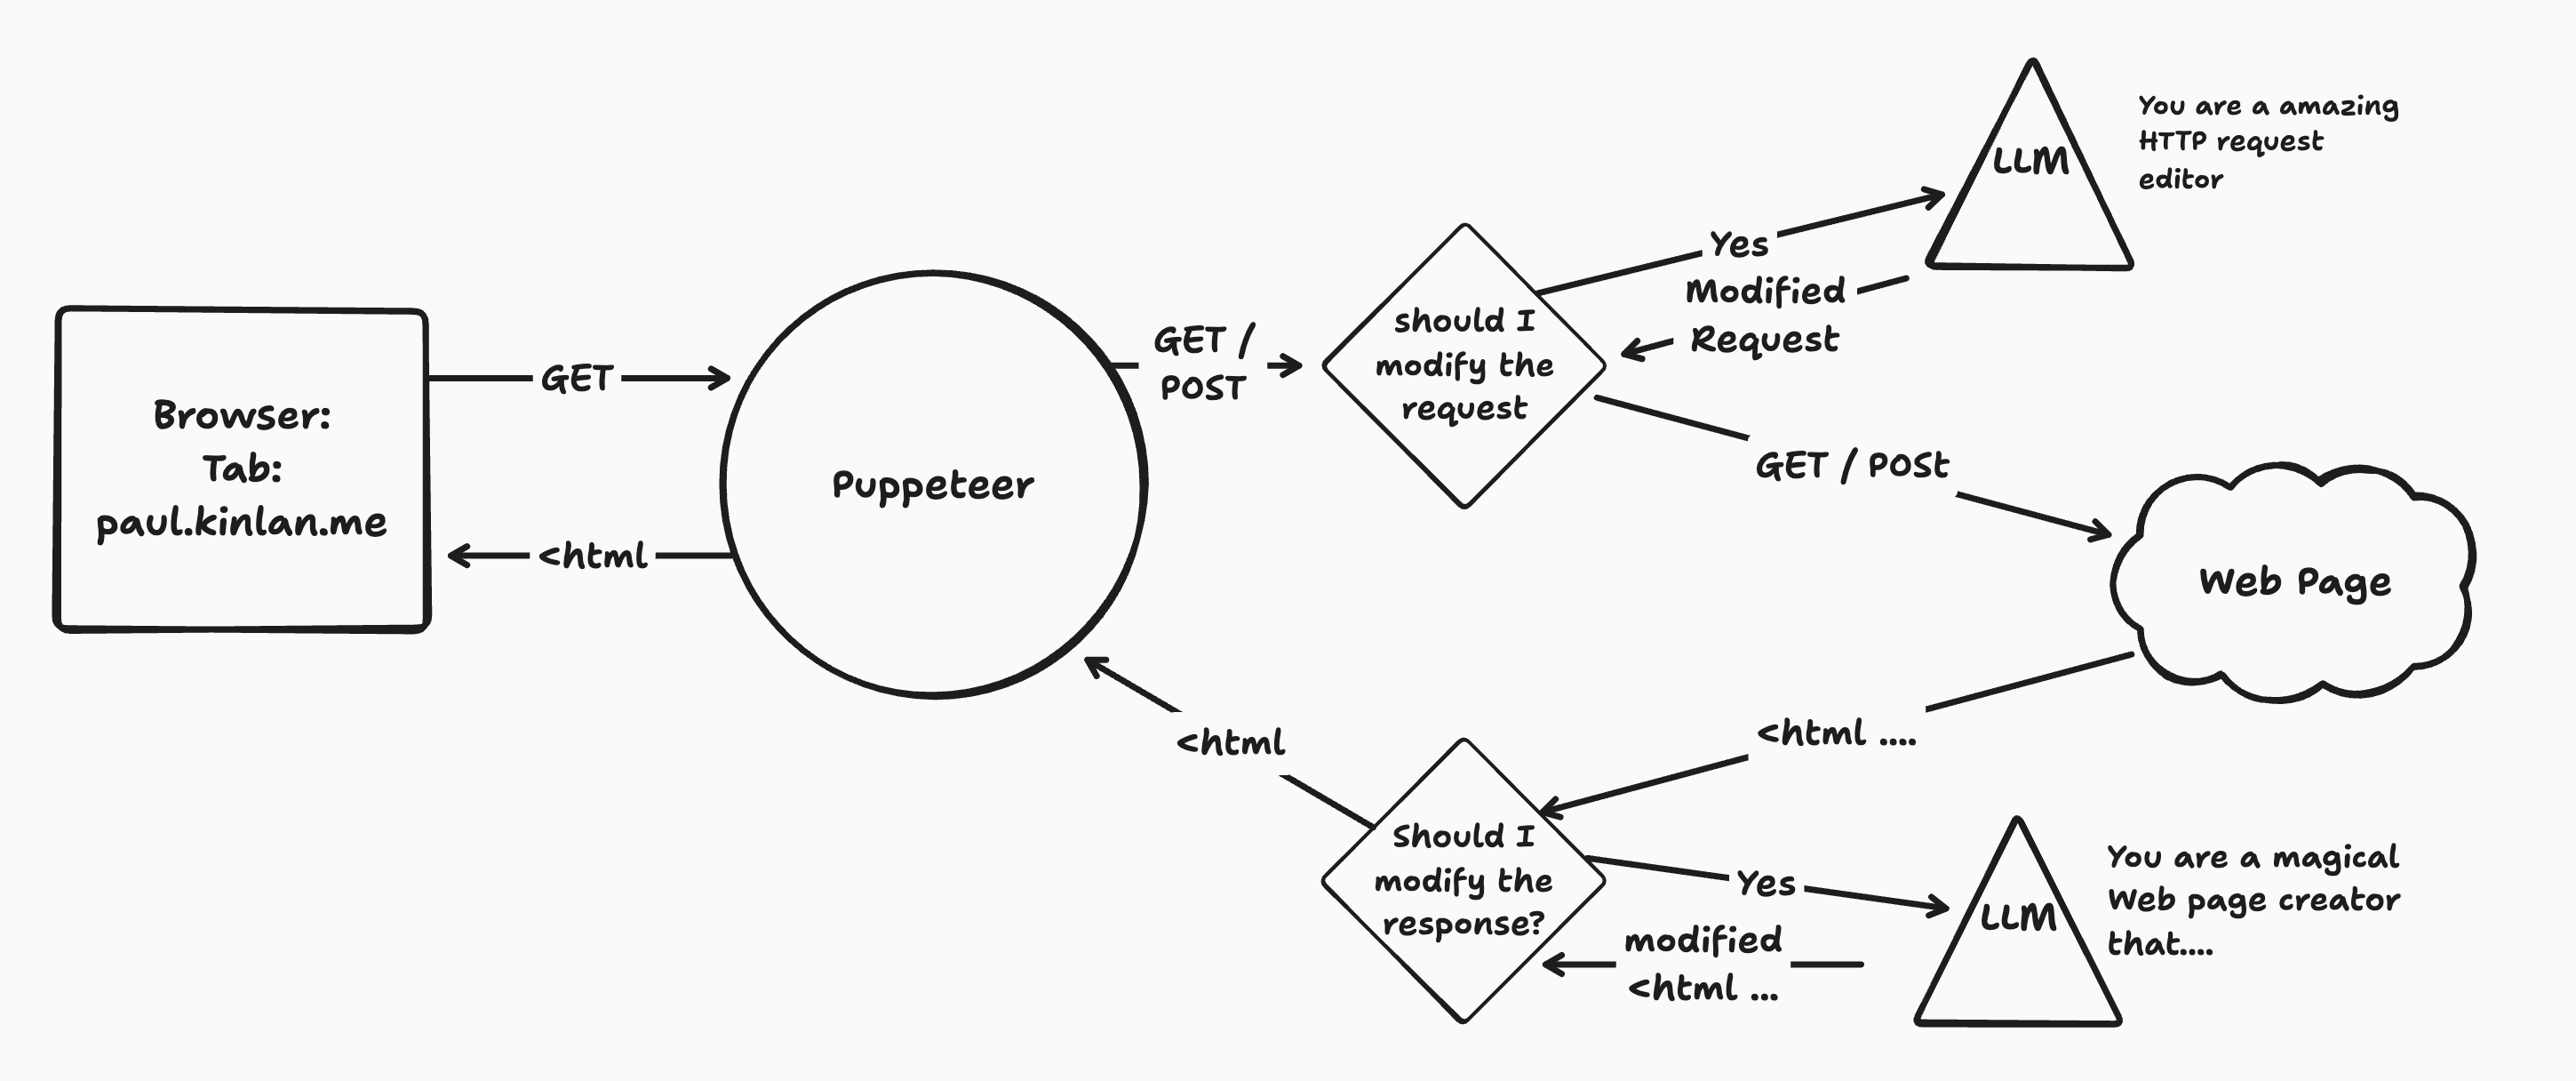 You are a amazing
HTTP request
editor
LLM
Yes
Modified
Request
GET /
POST
should I
modify the
request
GET
Browser:
Tab:
paul.kinlan.me
Puppeteer
GET / POSt
<html
Web Page
<html ....
<html
Should I
modify the
response?
Yes
modified
<html ...
LLM
You are a magical
Web page creator
that....